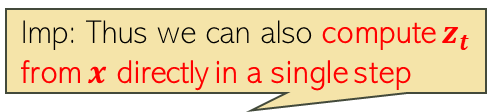 Imp: Thus we can also compute z_t
from x directly in a single step